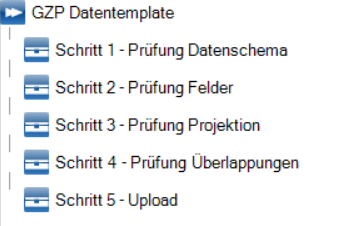 GZP Datentemplate
Schritt 1 - Prüfung Datenschema
Schritt 2 - Prüfung Felder
Schritt 3 - Prüfung Projektion
Schritt 4 - Prüfung Überlappungen
Schritt 5 - Upload